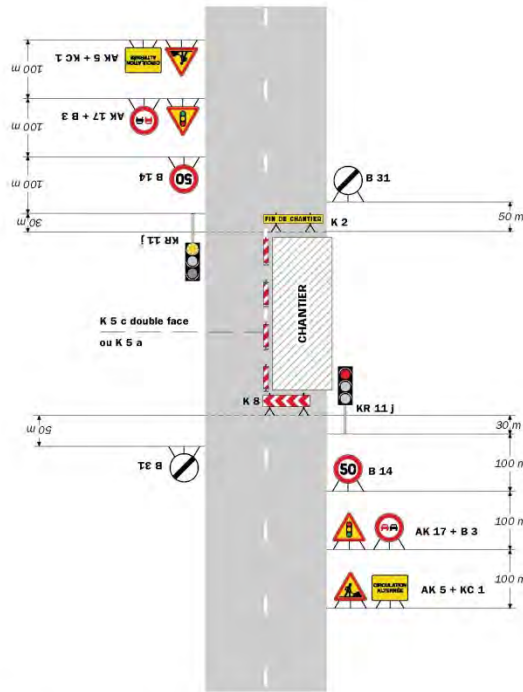 100 m
AK 5 + KC 1
CIRCULATION
ALTERNÉE
100 m
AK 17 + B 3
100 m
B 14
50
30 m
KR 11 j
B 31
50 m
FIN DE CHANTIER
K 2
K 5 c double face
ou K 5 a
CHANTIER
K 8
KR 11 j
30 m
50 m
B 31
50
B 14
100 m
AK 17 + B 3
100 m
AK 5 + KC 1
CIRCULATION
ALTERNÉE
100 m